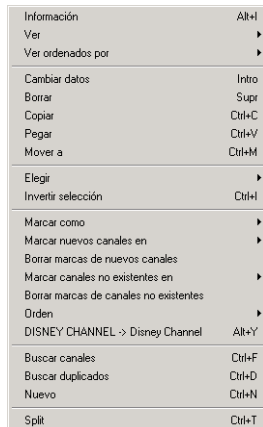 Información Alt+I
Ver
Ver ordenados por
Cambiar datos Intro
Borrar Supr
Copiar Ctrl+C
Pegar Ctrl+V
Mover a Ctrl+M
Elegir
Invertir selección Ctrl+I
Marcar como
Marcar nuevos canales en
Borrar marcas de nuevos canales
Marcar canales no existentes en
Borrar marcas de canales no existentes
Orden
DISNEY CHANNEL -> Disney Channel Alt+Y
Buscar canales Ctrl+F
Buscar duplicados Ctrl+D
Nuevo Ctrl+N
Split Ctrl+T